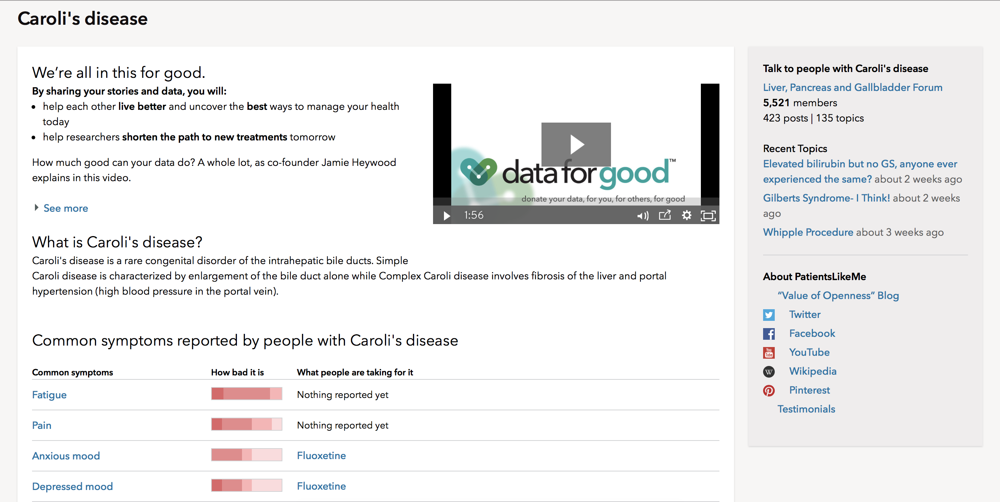 Caroli's disease
We’re all in this for good.
By sharing your stories and data, you will:
• help each other live better and uncover the best ways to manage your health
today
• help researchers shorten the path to new treatments tomorrow
How much good can your data do? A whole lot, as co-founder Jamie Heywood
explains in this video.
See more
dataforgood™
donate your data, for you, for others, for good
1:56
What is Caroli's disease?
Caroli's disease is a rare congenital disorder of the intrahepatic bile ducts. Simple
Caroli disease is characterized by enlargement of the bile duct alone while Complex Caroli disease involves fibrosis of the liver and portal
hypertension (high blood pressure in the portal vein).
Common symptoms reported by people with Caroli's disease
Common symptoms How bad it is What people are taking for it
Fatigue Nothing reported yet
Pain Nothing reported yet
Anxious mood Fluoxetine
Depressed mood Fluoxetine
Talk to people with Caroli's disease
Liver, Pancreas and Gallbladder Forum
5,521 members
423 posts | 135 topics
Recent Topics
Elevated bilirubin but no GS, anyone ever
experienced the same? about 2 weeks ago
Gilberts Syndrome- I Think! about 2 weeks
ago
Whipple Procedure about 3 weeks ago
About PatientsLikeMe
“Value of Openness” Blog
Twitter
Facebook
You Tube YouTube
W Wikipedia
Pinterest
Testimonials